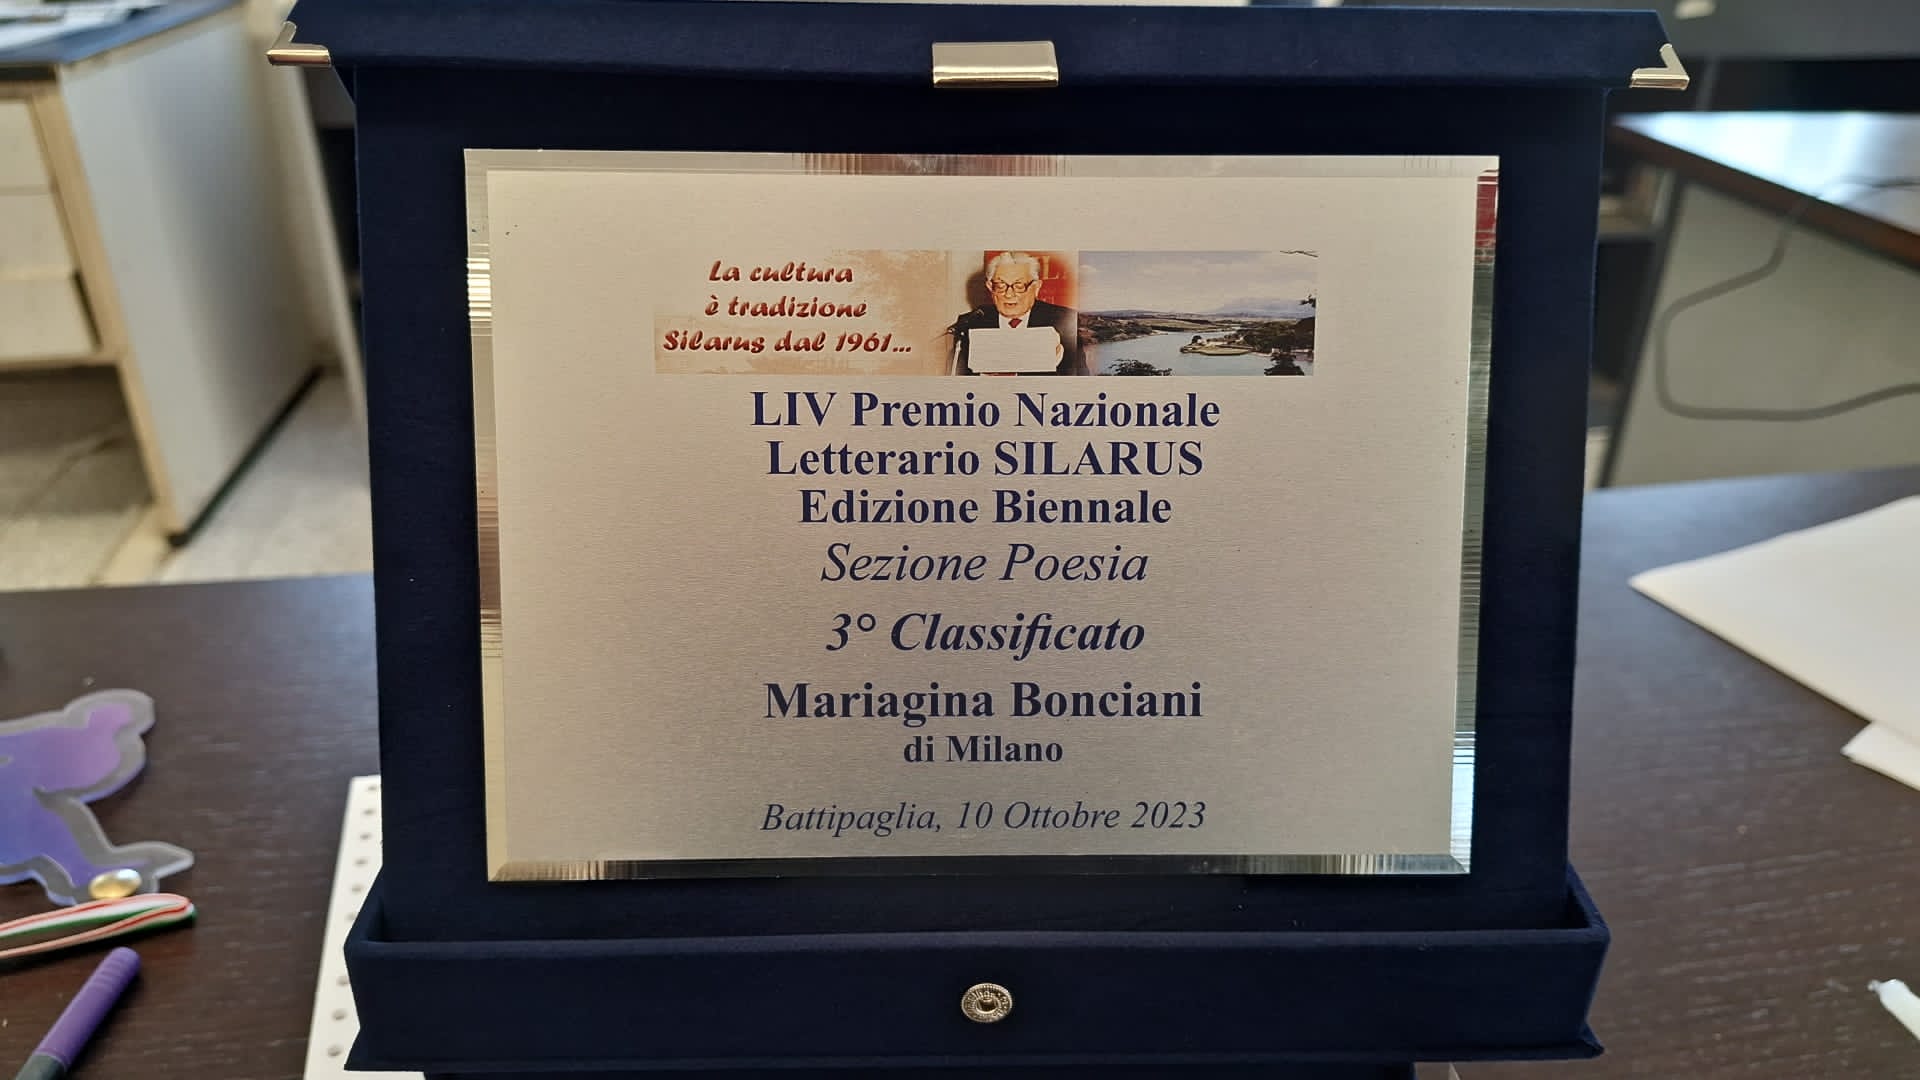 La cultura
è tradizione
Silarus dal 1961...
LIV Premio Nazionale
Letterario SILARUS
Edizione Biennale
Sezione Poesia
3° Classificato
Mariagina Bonciani
di Milano
Battipaglia, 10 Ottobre 2023